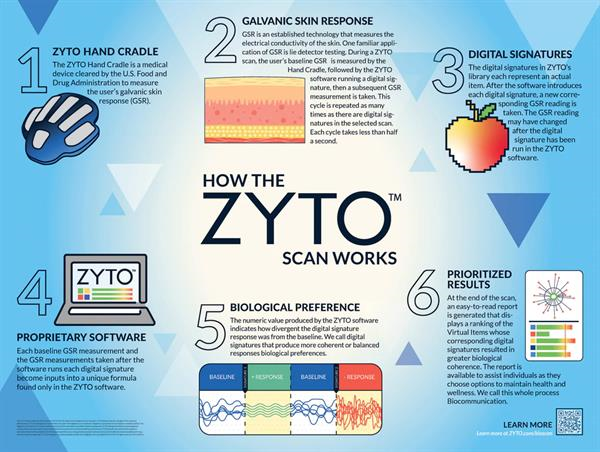 1
ZYTO HAND CRADLE
The ZYTO Hand Cradle is a medical
device cleared by the U.S. Food and
Drug Administration to measure
the user's galvanic skin
response (GSR).
2
GALVANIC SKIN RESPONSE
GSR is an established technology that measures the
electrical conductivity of the skin. One familiar appli-
cation of GSR is lie detector testing. During a ZYTO
scan, the user's baseline GSR is measured by the
Hand Cradle, followed by the ZYTO
software running a digital sig-
nature, then a subsequent GSR
measurement is taken. This
cycle is repeated as many
times as there are digital sig-
natures in the selected scan.
Each cycle takes less than half
a second.
3
DIGITAL SIGNATURES
The digital signatures in ZYTO's
library each represent an actual
item. After the software introduces
each digital signature, a new corre-
sponding GSR reading is
taken. The GSR reading
may have changed
after the digital
signature has been
run in the ZYTO
software.
HOW THE
ZYTO™
SCAN WORKS
4
ZYTO
PROPRIETARY SOFTWARE
Each baseline GSR measurement and
the GSR measurements taken after the
software runs each digital signature
become inputs into a unique formula
found only in the ZYTO software.
5
BIOLOGICAL PREFERENCE
The numeric value produced by the ZYTO software
indicates how divergent the digital signature
response was from the baseline. We call digital
signatures that produce more coherent or balanced
responses biological preferences.
BASELINE
+ RESPONSE
BASELINE
- RESPONSE
6
PRIORITIZED
RESULTS
At the end of the scan,
an easy-to-read report
is generated that dis-
plays a ranking of the
Virtual Items whose
corresponding digital
signatures resulted in
greater biological
coherence. The report is
available to assist individuals as they
choose options to maintain health and
wellness. We call this whole process
Biocommunication.
LEARN MORE
Learn more at ZYTO.com/bioscan